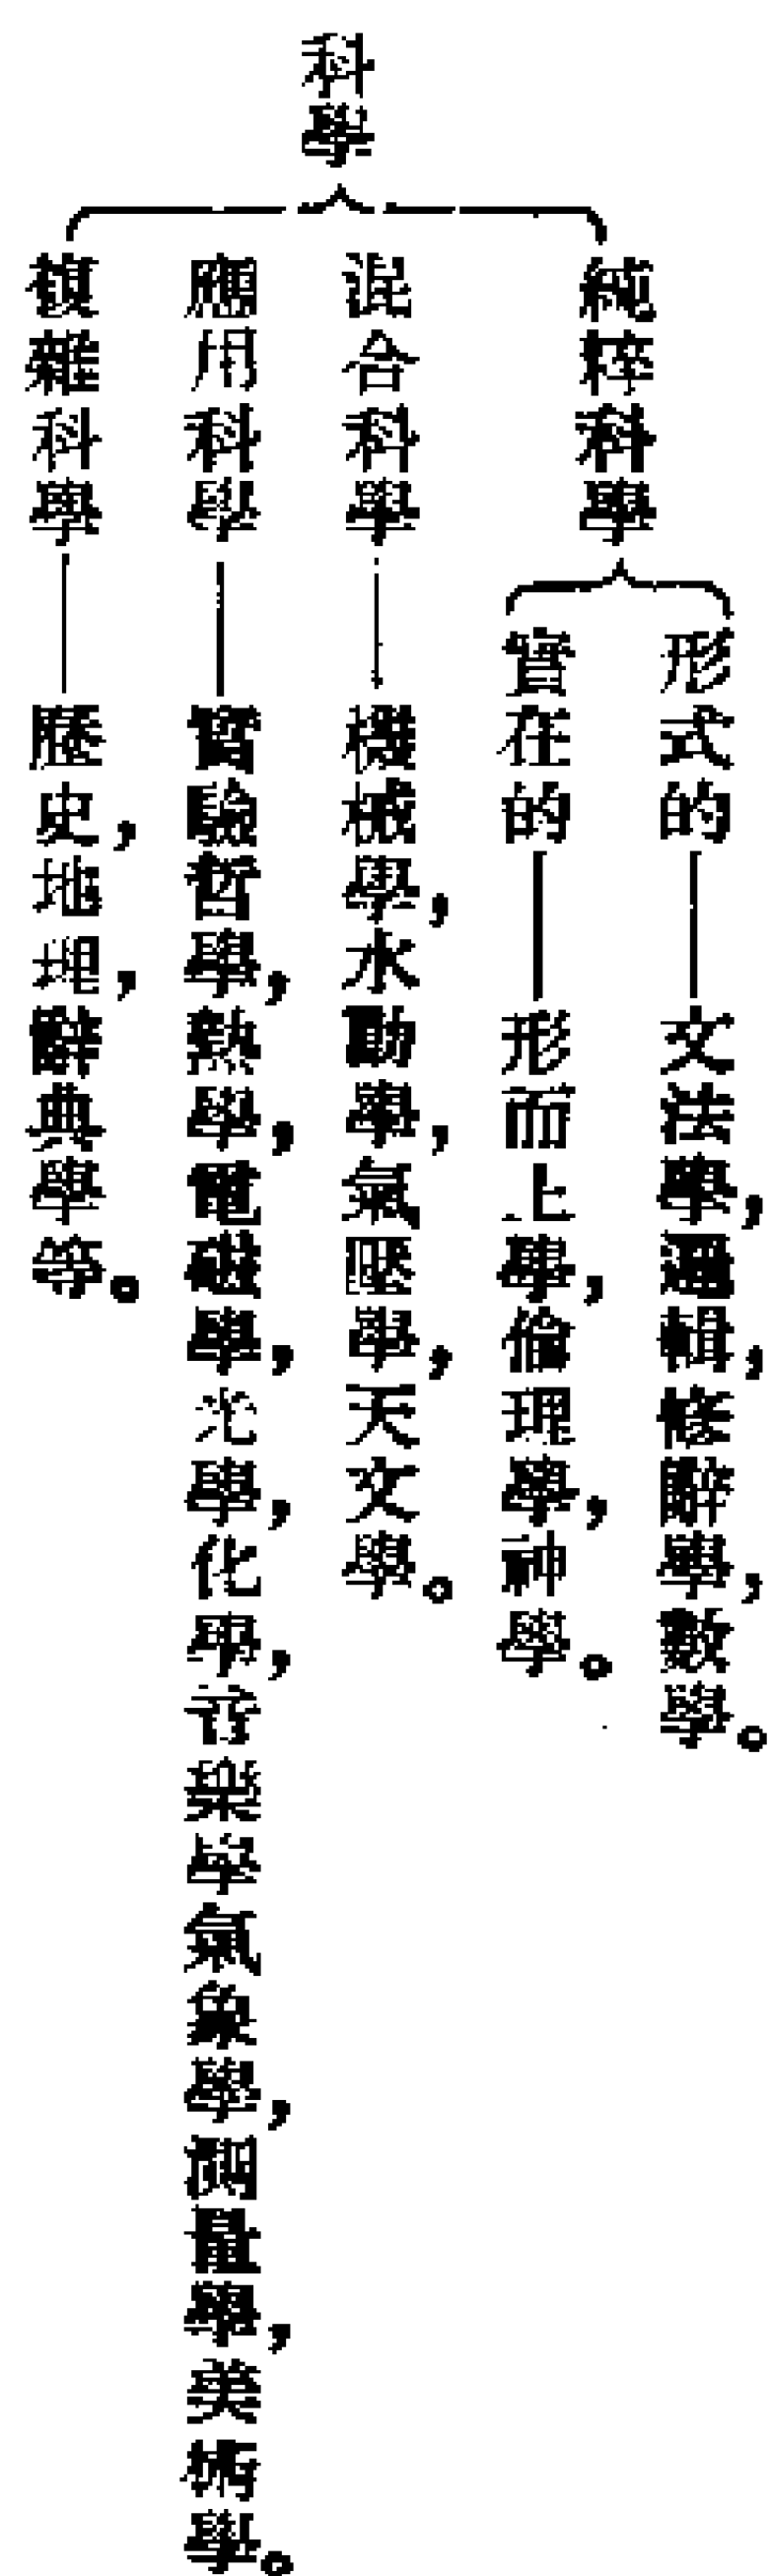 科學
純粹科學
形式的——文法學，邏輯，修辭學，數學。
實在的——形而上學，倫理學，神學。
混合科學——機械學，水動學，氣壓學，天文學。
應用科學——實驗哲學，熱學，電磁學，光學，化學，音樂學氣象學，測量學，美術學。
複雜科學——歷史，地理，辭典學等。